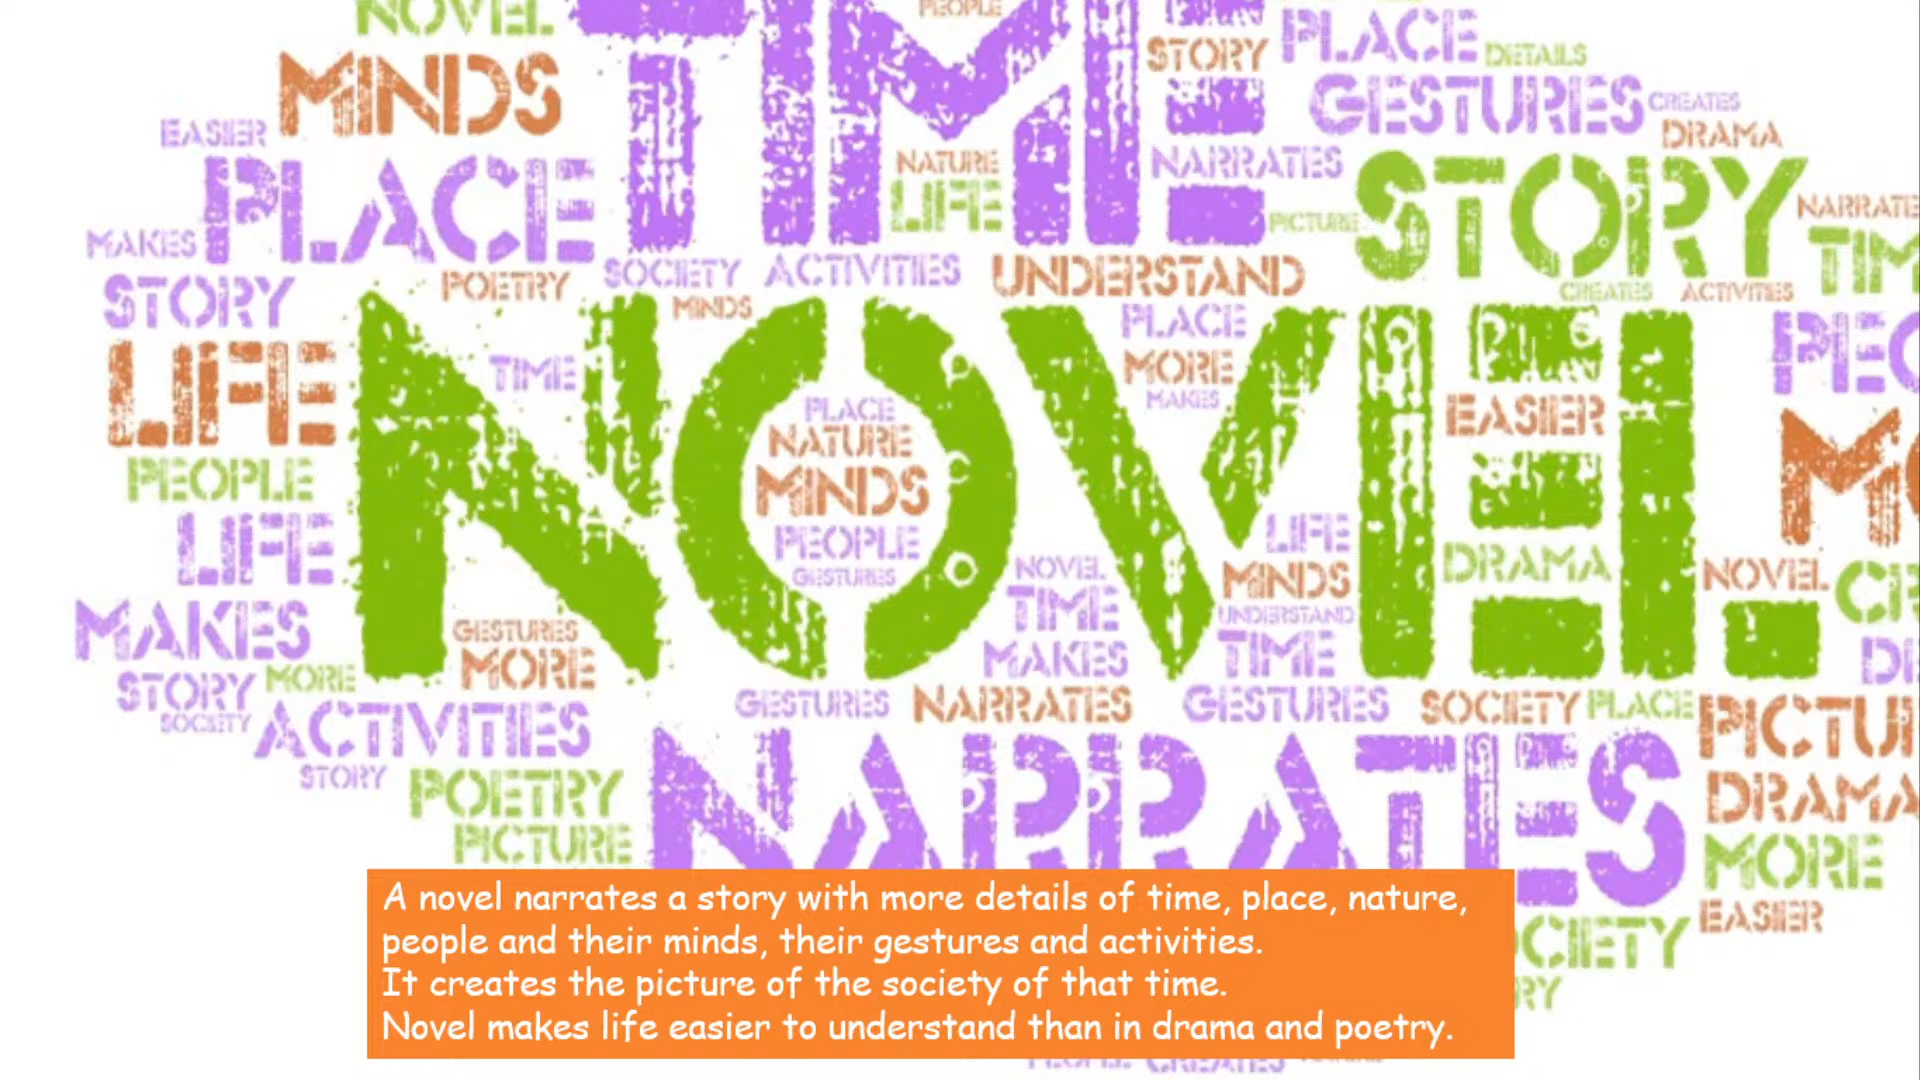 NOVEL TIME PEOPLE STORY PLACE DETAILS
MINDS GESTURES CREATES
EASIER DRAMA
PLACE NATURE NARRATES STORY
LIFE PICTURE
MAKES TIM
SOCIETY ACTIVITIES UNDERSTAND
STORY POETRY MINDS CREATES ACTIVITIES
PLACE
LIFE TIME NOVEL. MORE
PLACE MAKES EASIER
NATURE
MINDS
PEOPLE PEOPLE LIFE DRAMA
LIFE GESTURES NOVEL MINDS NOVEL
MAKES GESTURES TIME UNDERSTAND
MORE MAKES TIME
STORY MORE GESTURES NARRATES GESTURES SOCIETY PLACE
SOCIETY ACTIVITIES
STORY NARRATES DRAMA
POETRY
PICTURE MORE
EASIER
A novel narrates a story with more details of time, place, nature,
people and their minds, their gestures and activities.
It creates the picture of the society of that time.
Novel makes life easier to understand than in drama and poetry.